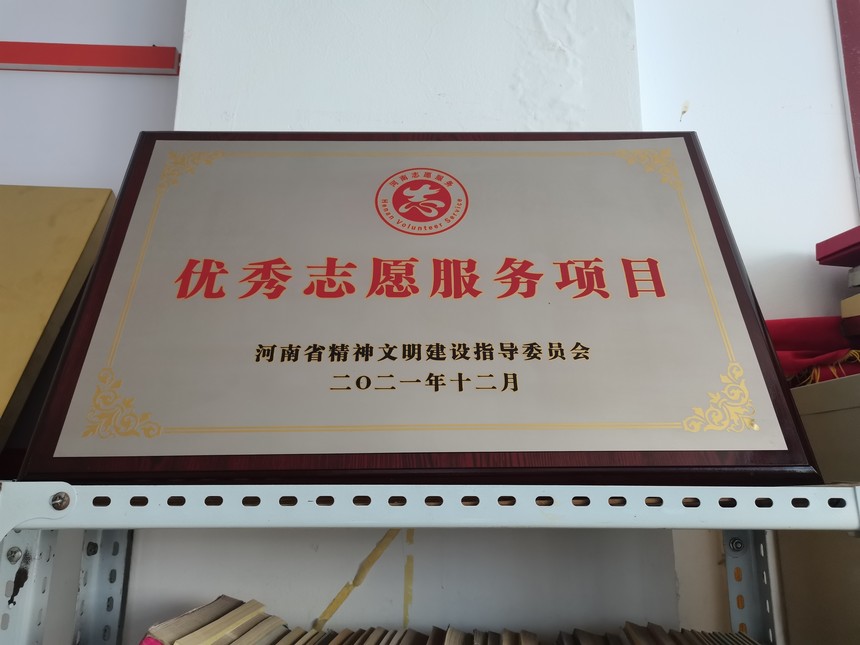 河南志愿服务
志
Henan Volunteer Service
优秀志愿服务项目
河南省精神文明建设指导委员会
二〇二一年十二月